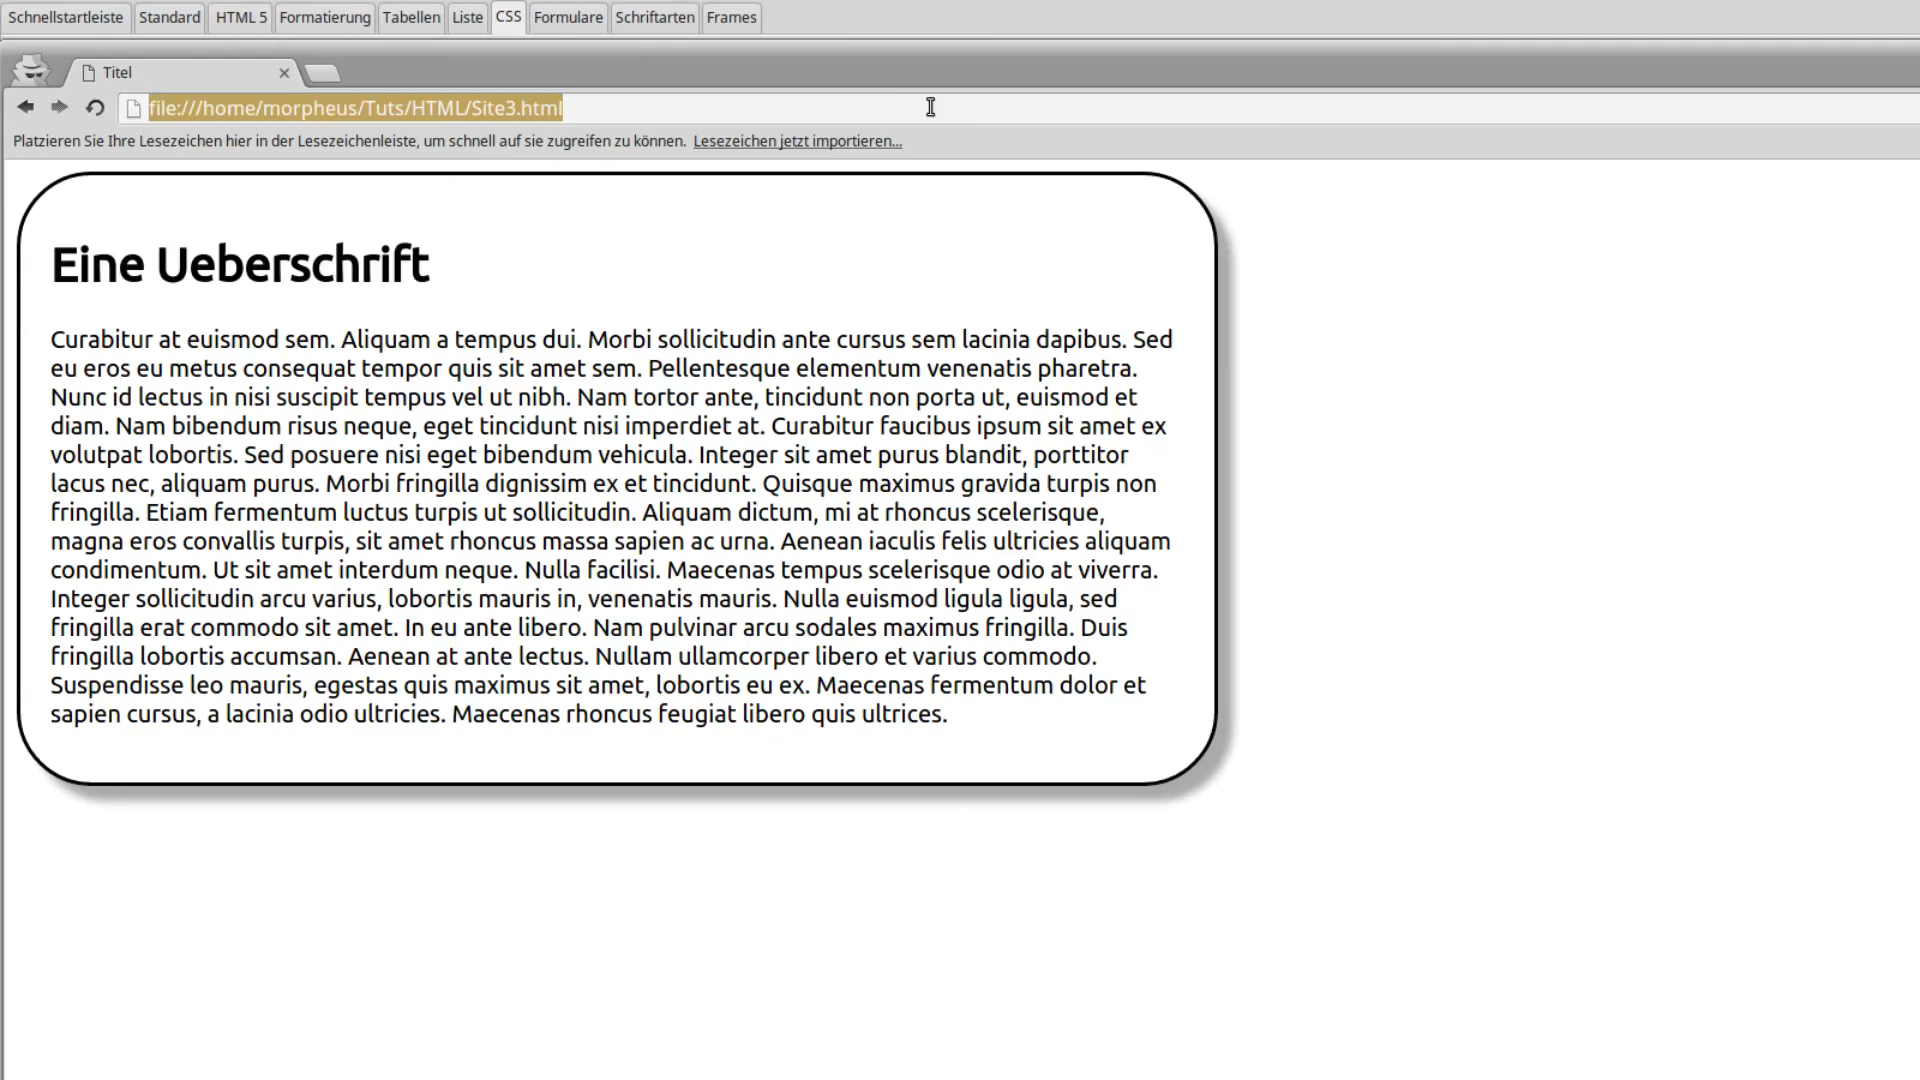 Schnellstartleiste Standard HTML 5 Formatierung Tabellen Liste CSS Formulare Schriftarten Frames
Titel
file:///home/morpheus/Tuts/HTML/Site3.html
Platzieren Sie Ihre Lesezeichen hier in der Lesezeichenleiste, um schnell auf sie zugreifen zu können. Lesezeichen jetzt importieren...
Eine Ueberschrift
Curabitur at euismod sem. Aliquam a tempus dui. Morbi sollicitudin ante cursus sem lacinia dapibus. Sed
eu eros eu metus consequat tempor quis sit amet sem. Pellentesque elementum venenatis pharetra.
Nunc id lectus in nisi suscipit tempus vel ut nibh. Nam tortor ante, tincidunt non porta ut, euismod et
diam. Nam bibendum risus neque, eget tincidunt nisi imperdiet at. Curabitur faucibus ipsum sit amet ex
volutpat lobortis. Sed posuere nisi eget bibendum vehicula. Integer sit amet purus blandit, porttitor
lacus nec, aliquam purus. Morbi fringilla dignissim ex et tincidunt. Quisque maximus gravida turpis non
fringilla. Etiam fermentum luctus turpis ut sollicitudin. Aliquam dictum, mi at rhoncus scelerisque,
magna eros convallis turpis, sit amet rhoncus massa sapien ac urna. Aenean iaculis felis ultricies aliquam
condimentum. Ut sit amet interdum neque. Nulla facilisi. Maecenas tempus scelerisque odio at viverra.
Integer sollicitudin arcu varius, lobortis mauris in, venenatis mauris. Nulla euismod ligula ligula, sed
fringilla erat commodo sit amet. In eu ante libero. Nam pulvinar arcu sodales maximus fringilla. Duis
fringilla lobortis accumsan. Aenean at ante lectus. Nullam ullamcorper libero et varius commodo.
Suspendisse leo mauris, egestas quis maximus sit amet, lobortis eu ex. Maecenas fermentum dolor et
sapien cursus, a lacinia odio ultricies. Maecenas rhoncus feugiat libero quis ultrices.